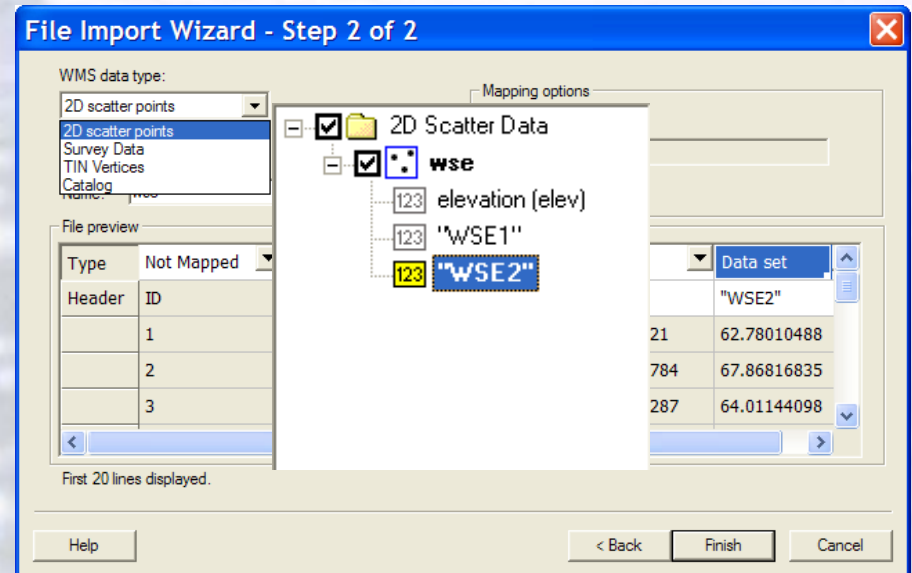 File Import Wizard - Step 2 of 2
WMS data type:
2D scatter points
2D scatter points
Survey Data
TIN Vertices
Catalog
Mapping options
2D Scatter Data
wse
123 elevation (elev)
123 "WSE1"
123 "WSE2"
Name:
File preview
Type Not Mapped Data set
Header ID "WSE2"
1 21 62.78010488
2 784 67.86816835
3 287 64.01144098
First 20 lines displayed.
Help < Back Finish Cancel